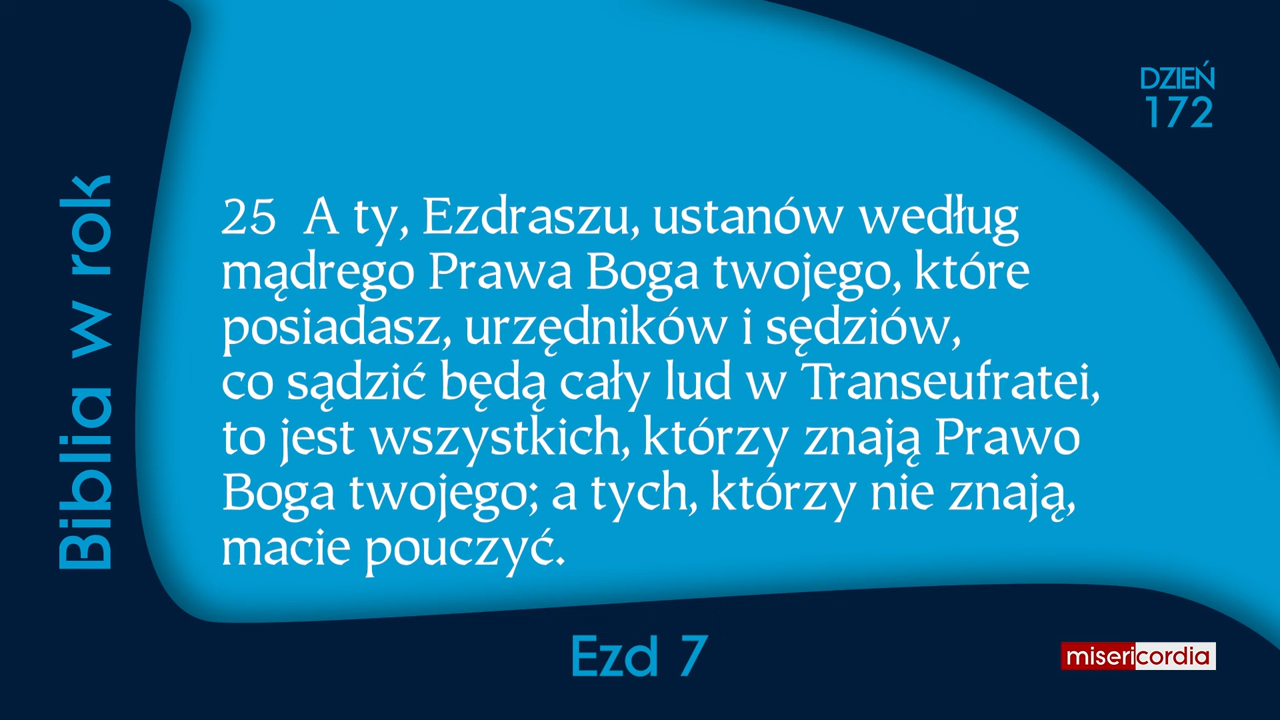 DZIEŃ
172
Biblia w rok
25 A ty, Ezdraszu, ustanów według
mądrego Prawa Boga twojego, które
posiadasz, urzędników i sędziów,
co sądzić będą cały lud w Transeufratei,
to jest wszystkich, którzy znają Prawo
Boga twojego; a tych, którzy nie znają,
macie pouczyć.
Ezd 7
misericordia